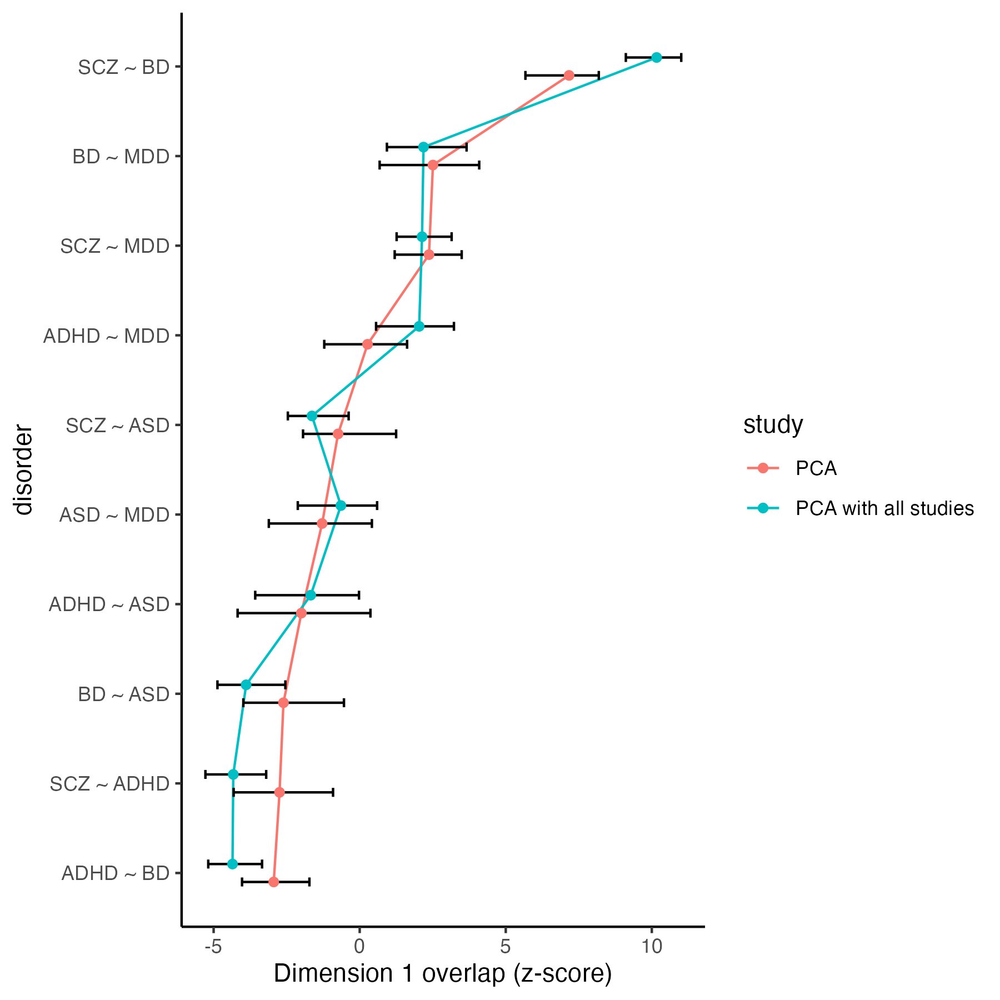 SCZ ~ BD
BD ~ MDD
SCZ ~ MDD
ADHD ~ MDD
SCZ ~ ASD
ASD ~ MDD
ADHD ~ ASD
BD ~ ASD
SCZ ~ ADHD
ADHD ~ BD
disorder
-5 0 5 10
Dimension 1 overlap (z-score)
study
PCA
PCA with all studies